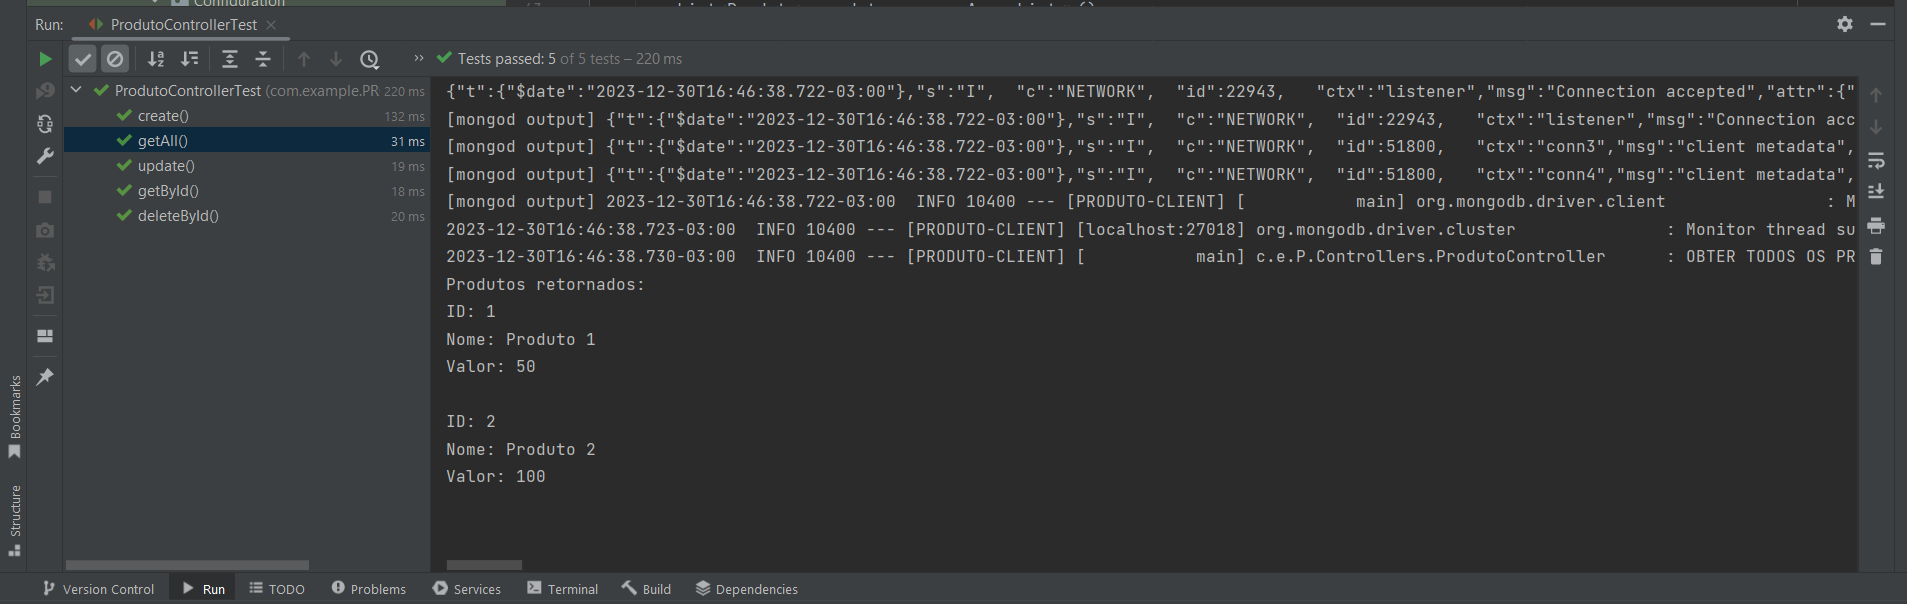 Configuration
Run: ProdutoControllerTest
Tests passed: 5 of 5 tests – 220 ms
ProdutoControllerTest (com.example.PR 220 ms
create() 132 ms
getAll() 31 ms
update() 19 ms
getById() 18 ms
deleteById() 20 ms
{"t":{"$date":"2023-12-30T16:46:38.722-03:00"},"s":"I",  "c":"NETWORK",  "id":22943,   "ctx":"listener","msg":"Connection accepted","attr":{"
[mongod output] {"t":{"$date":"2023-12-30T16:46:38.722-03:00"},"s":"I",  "c":"NETWORK",  "id":22943,   "ctx":"listener","msg":"Connection acc
[mongod output] {"t":{"$date":"2023-12-30T16:46:38.722-03:00"},"s":"I",  "c":"NETWORK",  "id":51800,   "ctx":"conn3","msg":"client metadata",
[mongod output] {"t":{"$date":"2023-12-30T16:46:38.722-03:00"},"s":"I",  "c":"NETWORK",  "id":51800,   "ctx":"conn4","msg":"client metadata",
[mongod output] 2023-12-30T16:46:38.722-03:00  INFO 10400 --- [PRODUTO-CLIENT] [           main] org.mongodb.driver.client                : M
2023-12-30T16:46:38.723-03:00  INFO 10400 --- [PRODUTO-CLIENT] [localhost:27018] org.mongodb.driver.cluster               : Monitor thread su
2023-12-30T16:46:38.730-03:00  INFO 10400 --- [PRODUTO-CLIENT] [           main] c.e.P.Controllers.ProdutoController      : OBTER TODOS OS PR
Produtos retornados:
ID: 1
Nome: Produto 1
Valor: 50
ID: 2
Nome: Produto 2
Valor: 100
Bookmarks
Structure
Version Control Run TODO Problems Services Terminal Build Dependencies